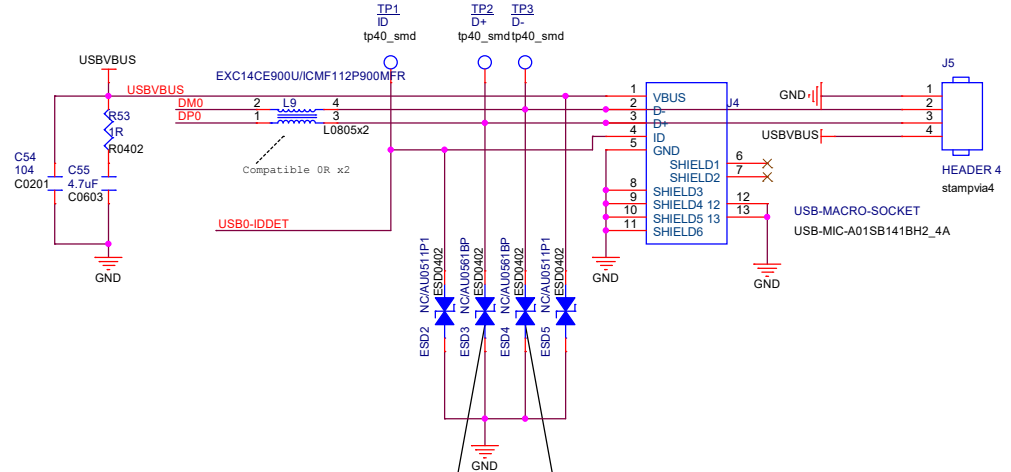 TP1
ID
tp40_smd
TP2
D+
tp40_smd
TP3
D-
tp40_smd
USBVBUS
EXC14CE900U/ICMF112P900MFR
USBVBUS
DM0
2
L9
4
DP0
1
3
L0805x2
Compatible 0R x2
R53
1R
R0402
C54
104
C0201
C55
4.7uF
C0603
GND
USB0-IDDET
1
2
3
4
5
8
9
10
11
VBUS
D-
D+
ID
GND
SHIELD1
SHIELD2
SHIELD3
SHIELD4 12
SHIELD5 13
SHIELD6
J4
6
7
12
13
GND
GND
USB-MACRO-SOCKET
USB-MIC-A01SB141BH2_4A
GND
USBVBUS
J5
1
2
3
4
HEADER 4
stampvia4
ESD2
NC/AU0511P1
ESD0402
ESD3
NC/AU0561BP
ESD0402
ESD4
NC/AU0561BP
ESD0402
ESD5
NC/AU0511P1
ESD0402
GND